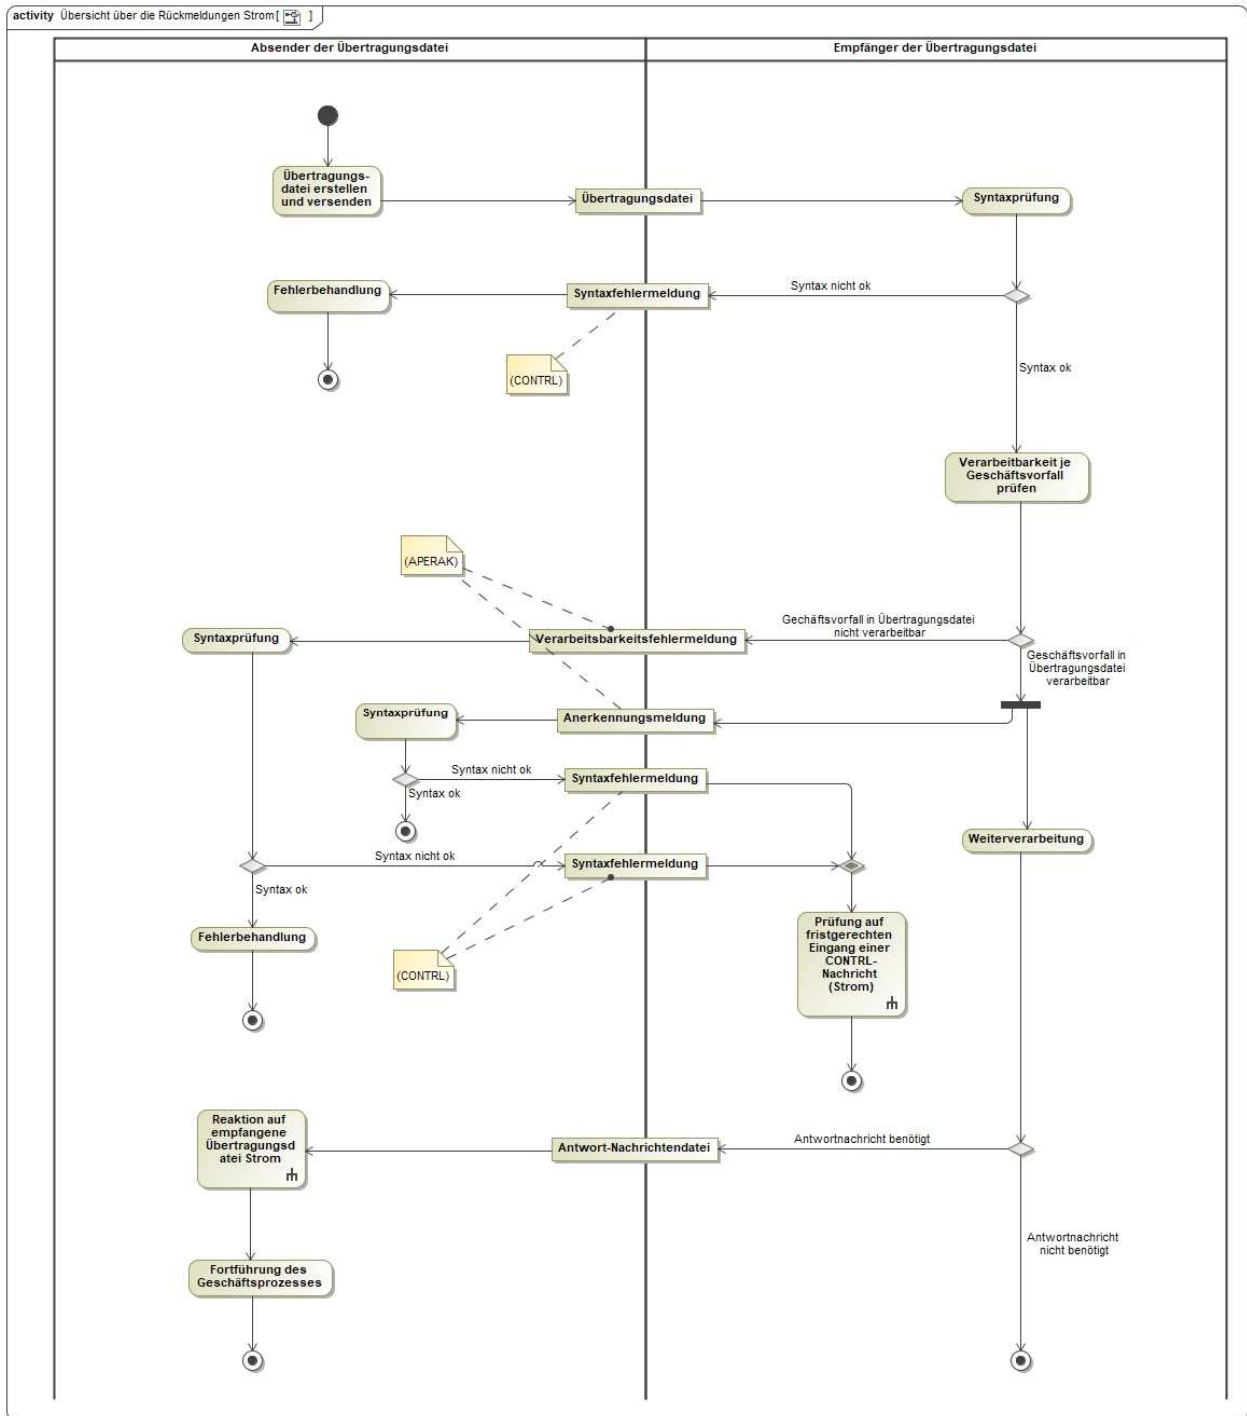 activity Übersicht über die Rückmeldungen Strom [ ]
Absender der Übertragungsdatei
Empfänger der Übertragungsdatei
Übertragungs-
datei erstellen
und versenden
Übertragungsdatei
Syntaxprüfung
Fehlerbehandlung
Syntaxfehlermeldung
Syntax nicht ok
(CONTRL)
Syntax ok
Verarbeitbarkeit je
Geschäftsvorfall
prüfen
(APERAK)
Syntaxprüfung
Verarbeitsbarkeitsfehlermeldung
Gechäftsvorfall in Übertragungsdatei
nicht verarbeitbar
Geschäftsvorfall in
Übertragungsdatei
verarbeitbar
Syntaxprüfung
Anerkennungsmeldung
Syntax nicht ok
Syntaxfehlermeldung
Syntax ok
Weiterverarbeitung
Syntax nicht ok
Syntaxfehlermeldung
Syntax ok
Fehlerbehandlung
Prüfung auf
fristgerechten
Eingang einer
CONTRL-
Nachricht
(Strom)
(CONTRL)
Reaktion auf
empfangene
Übertragungsd
atei Strom
Antwort-Nachrichtendatei
Antwortnachricht benötigt
Antwortnachricht
nicht benötigt
Fortführung des
Geschäftsprozesses